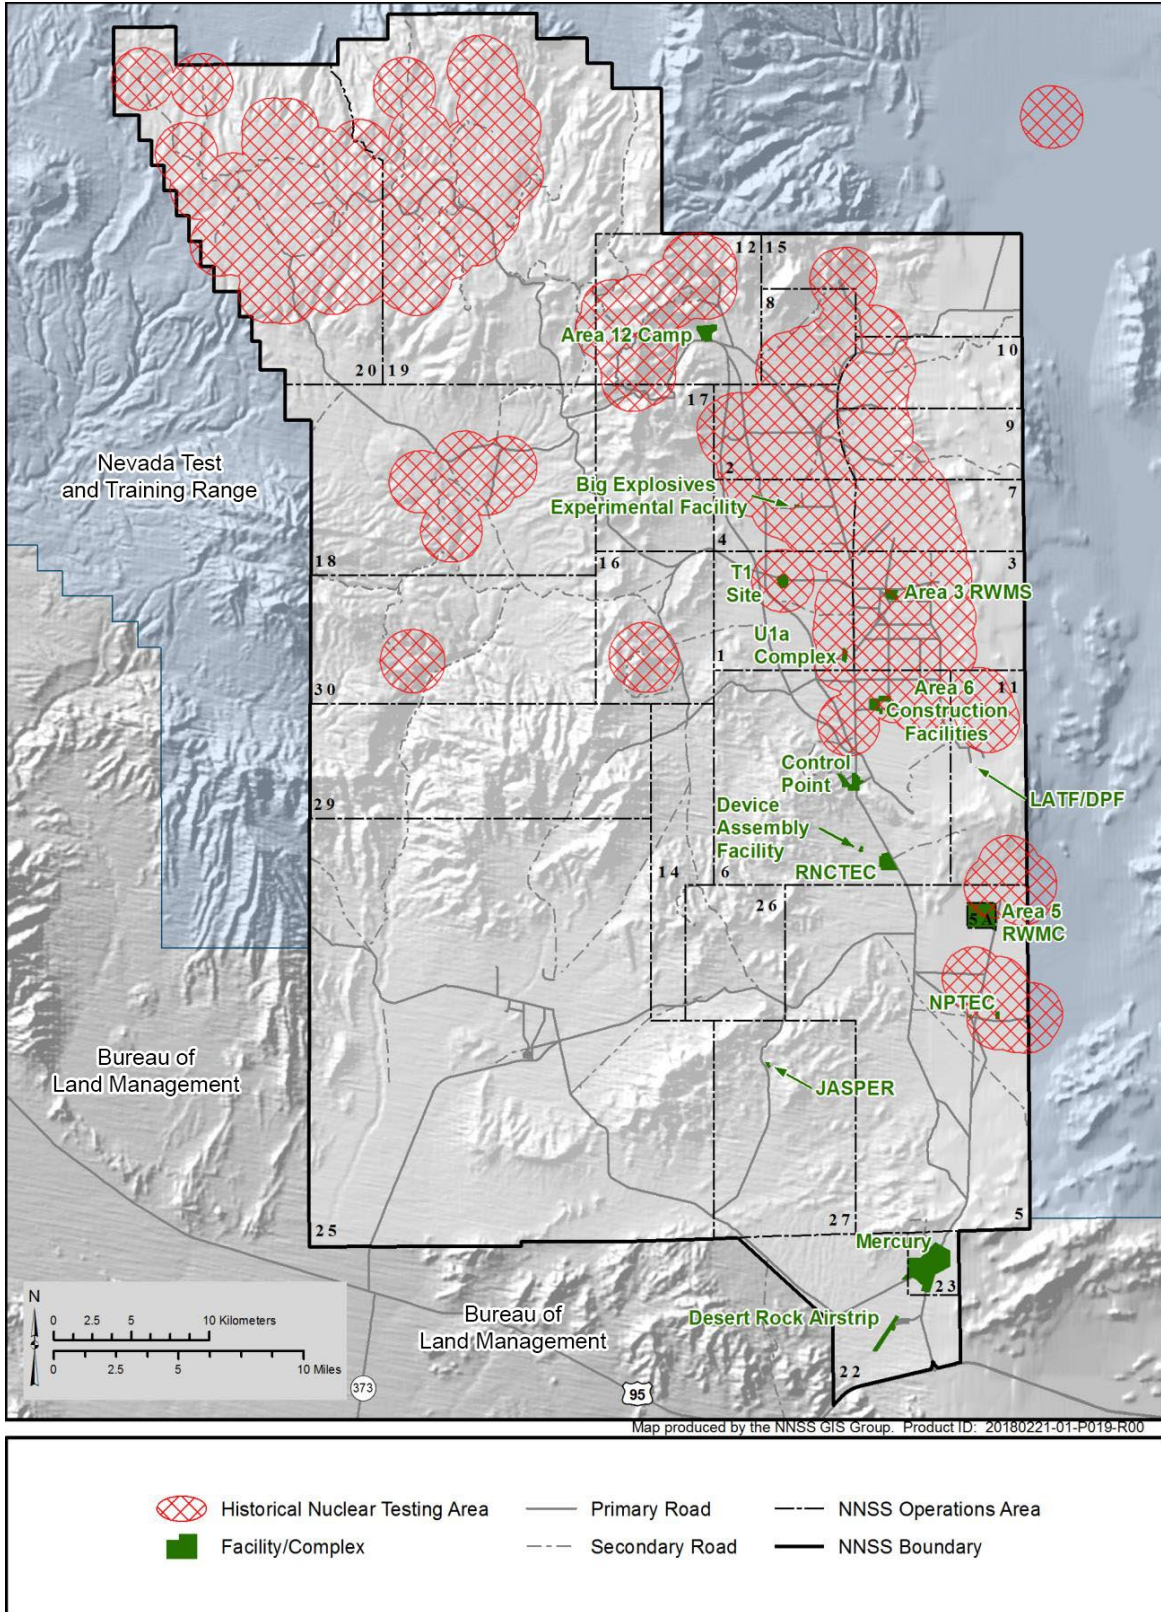 12
15
8
10
Area 12 Camp
20
19
17
9
2
Nevada Test
and Training Range
Big Explosives
Experimental Facility
7
4
18
16
3
T1
Site
Area 3 RWMS
U1a
Complex
1
30
11
Area 6
Construction
Facilities
Control
Point
29
LATF/DPF
Device
Assembly
Facility
RNCTEC
14
6
26
5A
Area 5
RWMC
NPTEC
Bureau of
Land Management
JASPER
25
27
5
Mercury
23
Bureau of
Land Management
Desert Rock Airstrip
22
N
0 2.5 5 10 Kilometers
0 2.5 5 10 Miles
373
95
Map produced by the NNSS GIS Group. Product ID: 20180221-01-P019-R00
Historical Nuclear Testing Area
Primary Road
NNSS Operations Area
Facility/Complex
Secondary Road
NNSS Boundary